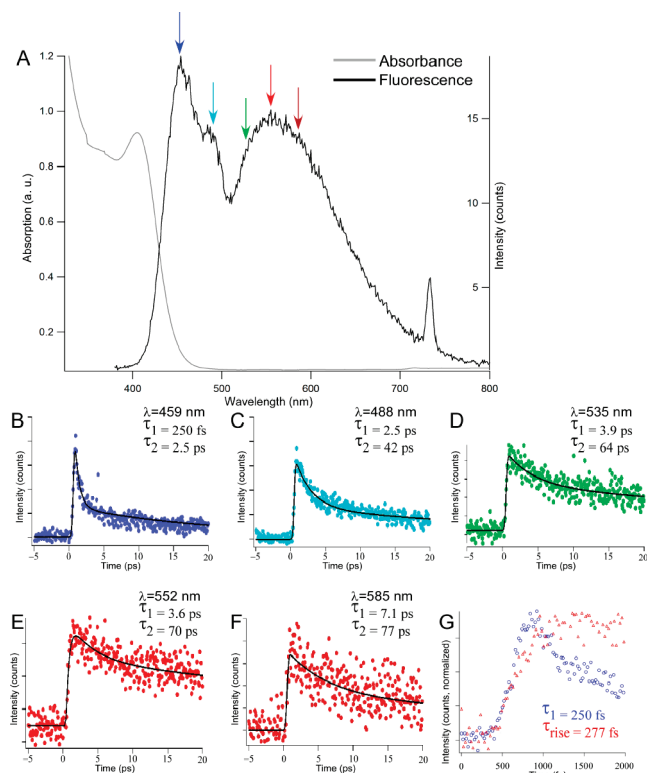 A
Absorbance
Fluorescence
1.2
1.0
0.8
0.6
0.4
0.2
Absorption (a. u.)
15
10
5
Intensity (counts)
400
500
600
700
800
Wavelength (nm)
B
λ=459 nm
τ1 = 250 fs
τ2 = 2.5 ps
Intensity (counts)
−5 0 5 10 15 20
Time (ps)
C
λ=488 nm
τ1 = 2.5 ps
τ2 = 42 ps
Intensity (counts)
−5 0 5 10 15 20
Time (ps)
D
λ=535 nm
τ1 = 3.9 ps
τ2 = 64 ps
Intensity (counts)
−5 0 5 10 15 20
Time (ps)
E
λ=552 nm
τ1 = 3.6 ps
τ2 = 70 ps
Intensity (counts)
−5 0 5 10 15 20
Time (ps)
F
λ=585 nm
τ1 = 7.1 ps
τ2 = 77 ps
Intensity (counts)
−5 0 5 10 15 20
Time (ps)
G
Intensity (counts, normalized)
τ1 = 250 fs
τrise = 277 fs
0 500 1000 1500 2000